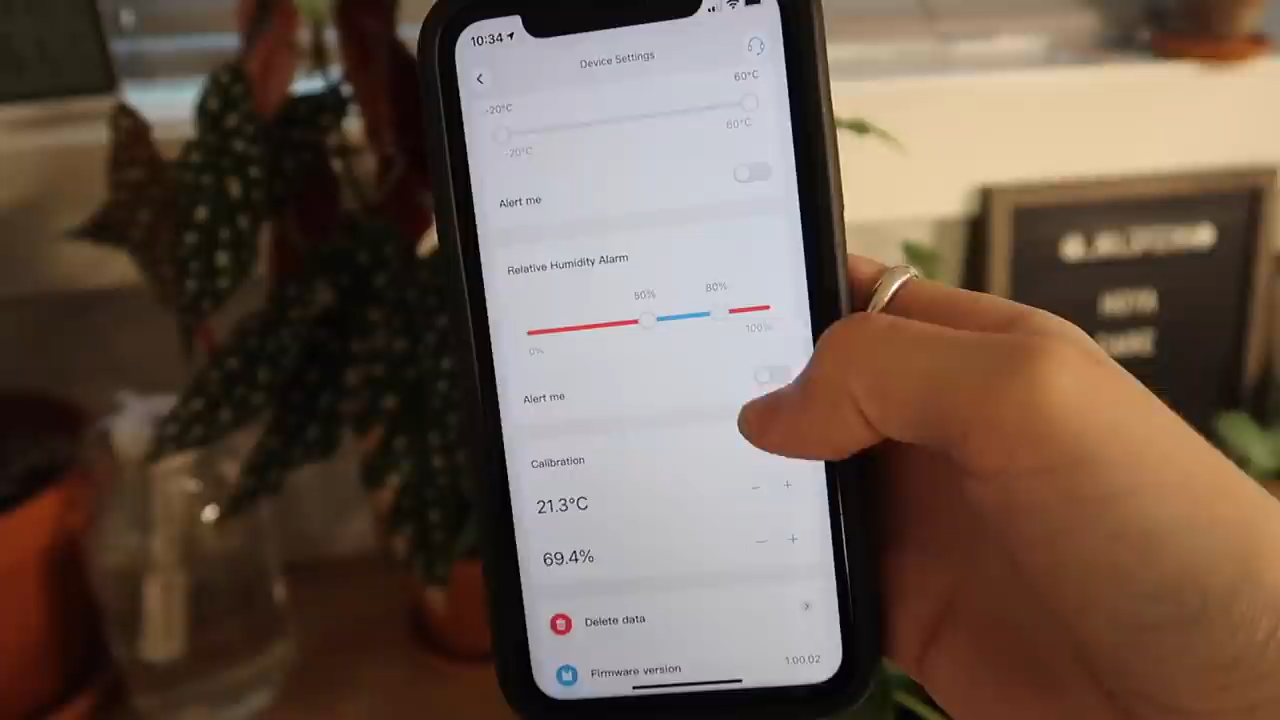 10:34
Device Settings
60°C
-20°C
60°C
-20°C
Alert me
Relative Humidity Alarm
50% 80%
0% 100%
Alert me
Calibration
21.3°C − +
69.4% − +
Delete data
Firmware version 1.00.02